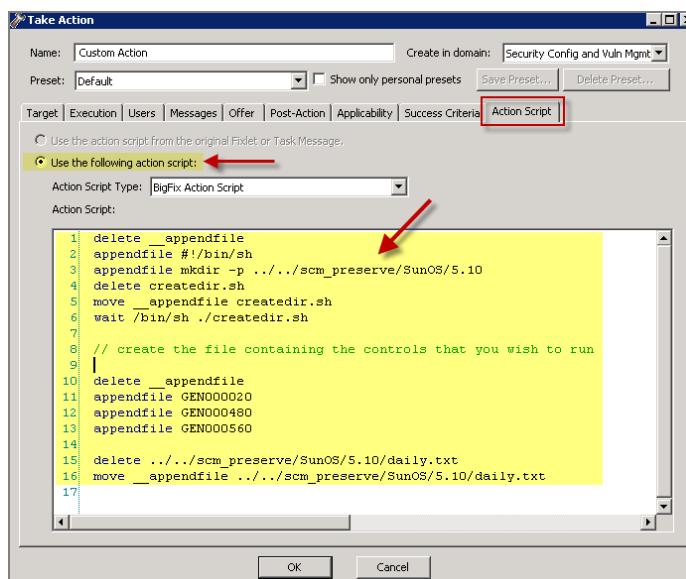 Take Action
Name: Custom Action Create in domain: Security Config and Vuln Mgmt
Preset: Default Show only personal presets Save Preset... Delete Preset...
Target Execution Users Messages Offer Post-Action Applicability Success Criteria Action Script
Use the action script from the original Fixlet or Task Message.
Use the following action script:
Action Script Type: BigFix Action Script
Action Script:
1 delete __appendfile
2 appendfile #!/bin/sh
3 appendfile mkdir -p ../../scm_preserve/SunOS/5.10
4 delete createdir.sh
5 move __appendfile createdir.sh
6 wait /bin/sh ./createdir.sh
7
8 // create the file containing the controls that you wish to run
9
10 delete __appendfile
11 appendfile GEN000020
12 appendfile GEN000480
13 appendfile GEN000560
14
15 delete ../../scm_preserve/SunOS/5.10/daily.txt
16 move __appendfile ../../scm_preserve/SunOS/5.10/daily.txt
17
OK Cancel